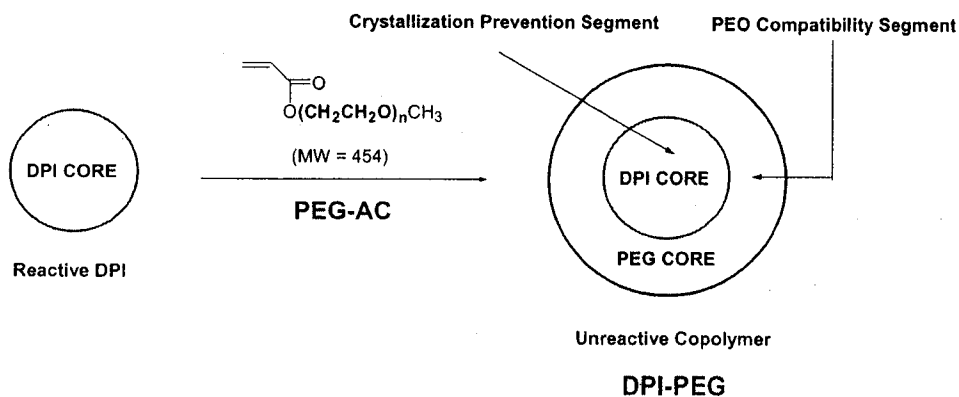 Crystallization Prevention Segment
PEO Compatibility Segment
O
O(CH₂CH₂O)ₙCH₃
(MW = 454)
PEG-AC
DPI CORE
Reactive DPI
DPI CORE
PEG CORE
Unreactive Copolymer
DPI-PEG